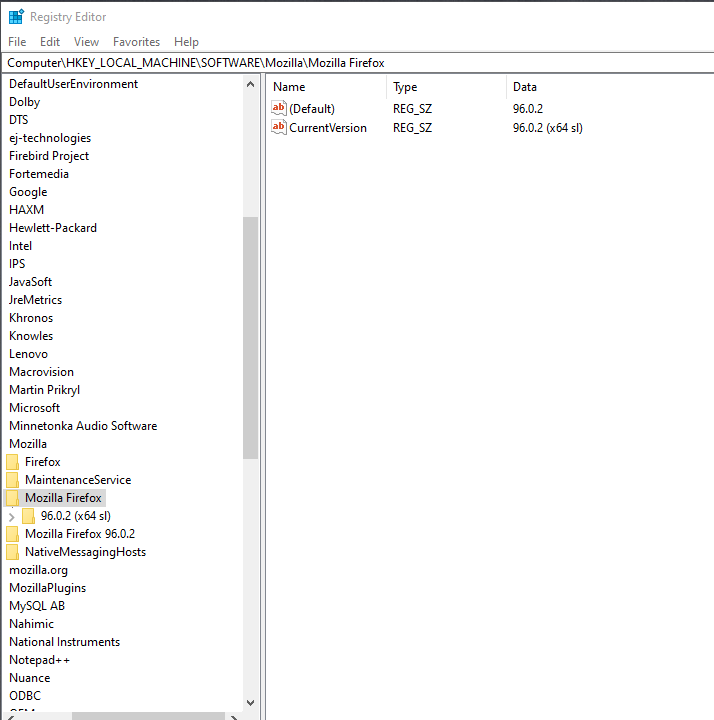 Registry Editor
File Edit View Favorites Help
Computer\HKEY_LOCAL_MACHINE\SOFTWARE\Mozilla\Mozilla Firefox
DefaultUserEnvironment
Dolby
DTS
ej-technologies
Firebird Project
Fortemedia
Google
HAXM
Hewlett-Packard
Intel
IPS
JavaSoft
JreMetrics
Khronos
Knowles
Lenovo
Macrovision
Martin Prikryl
Microsoft
Minnetonka Audio Software
Mozilla
Firefox
MaintenanceService
Mozilla Firefox
96.0.2 (x64 sl)
Mozilla Firefox 96.0.2
NativeMessagingHosts
mozilla.org
MozillaPlugins
MySQL AB
Nahimic
National Instruments
Notepad++
Nuance
ODBC
Name Type Data
ab (Default) REG_SZ 96.0.2
ab CurrentVersion REG_SZ 96.0.2 (x64 sl)